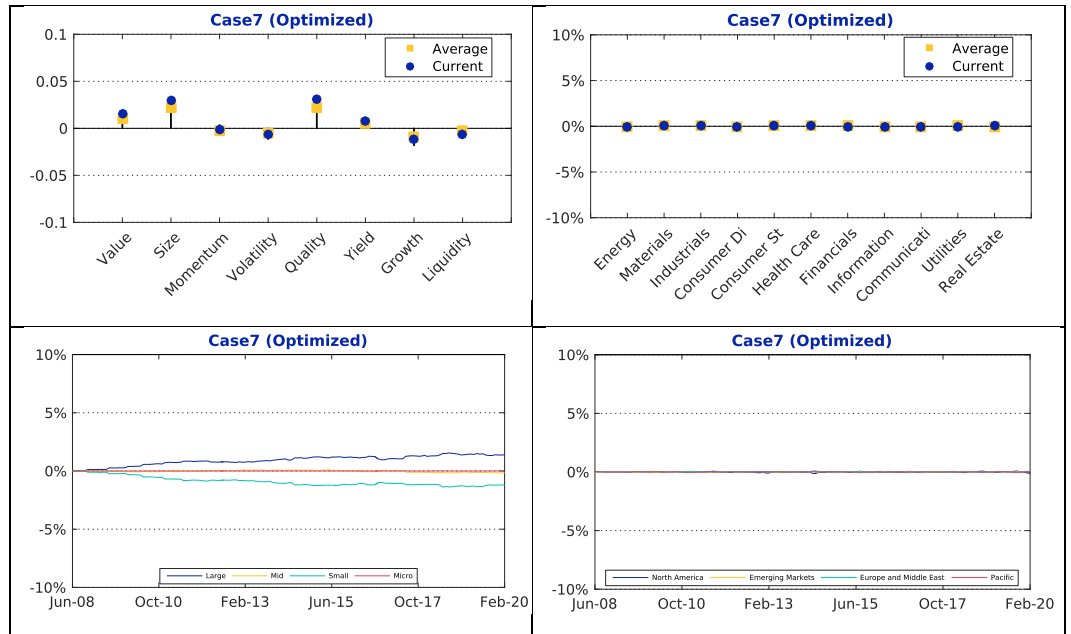 Case7 (Optimized)
0.1
0.05
0
-0.05
-0.1
Average
Current
Value
Size
Momentum
Volatility
Quality
Yield
Growth
Liquidity
Case7 (Optimized)
10%
5%
0%
-5%
-10%
Average
Current
Energy
Materials
Industrials
Consumer Di
Consumer St
Health Care
Financials
Information
Communicati
Utilities
Real Estate
Case7 (Optimized)
10%
5%
0%
-5%
-10%
Large Mid Small Micro
Jun-08 Oct-10 Feb-13 Jun-15 Oct-17 Feb-20
Case7 (Optimized)
10%
5%
0%
-5%
-10%
North America Emerging Markets Europe and Middle East Pacific
Jun-08 Oct-10 Feb-13 Jun-15 Oct-17 Feb-20